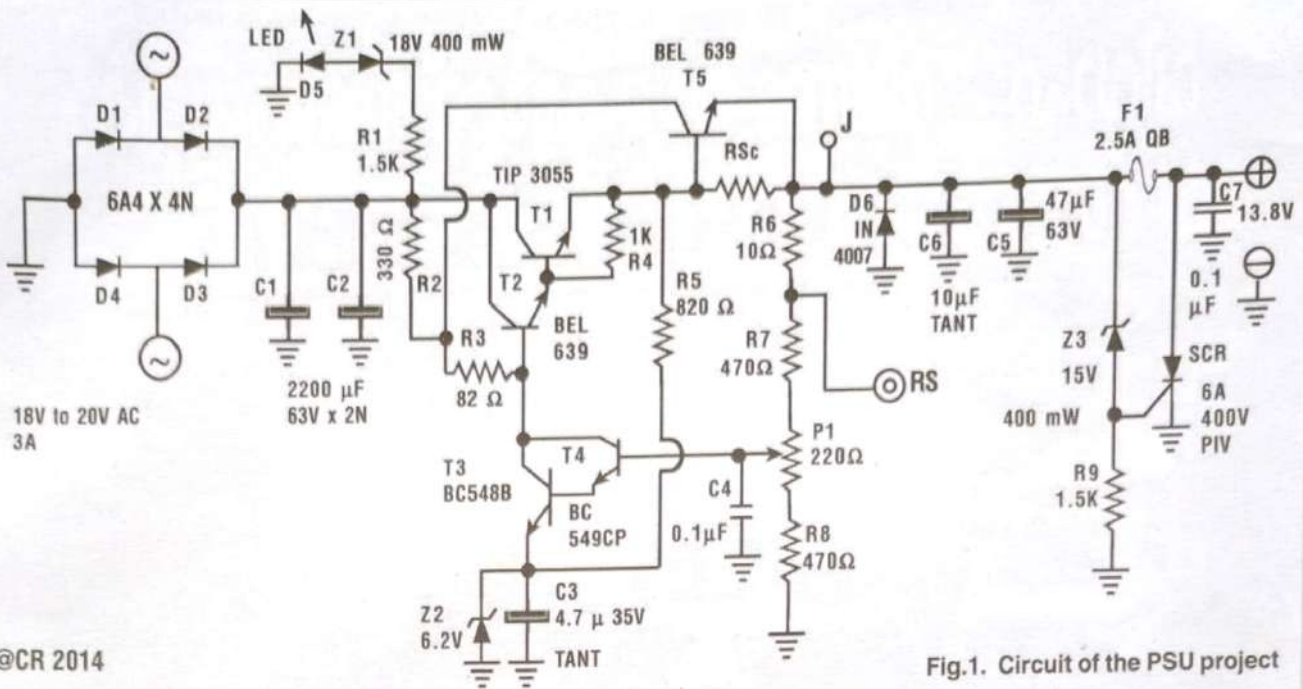 LED
Z1
18V 400 mW
D5
D1
D2
6A4 X 4N
D4
D3
18V to 20V AC
3A
C1
C2
2200 µF
63V x 2N
R1
1.5K
330 Ω
R2
TIP 3055
T1
T2
BEL
639
1K
R4
R3
82 Ω
BEL 639
T5
RSc
J
R5
820 Ω
R6
10Ω
R7
470Ω
RS
P1
220Ω
R8
470Ω
C4
0.1µF
T3
BC548B
T4
BC
549CP
Z2
6.2V
C3
4.7 µ 35V
TANT
D6
IN
4007
C6
10µF
TANT
47µF
63V
C5
F1
2.5A QB
C7
13.8V
0.1
µF
Z3
15V
400 mW
SCR
6A
400V
PIV
R9
1.5K
@CR 2014
Fig.1. Circuit of the PSU project